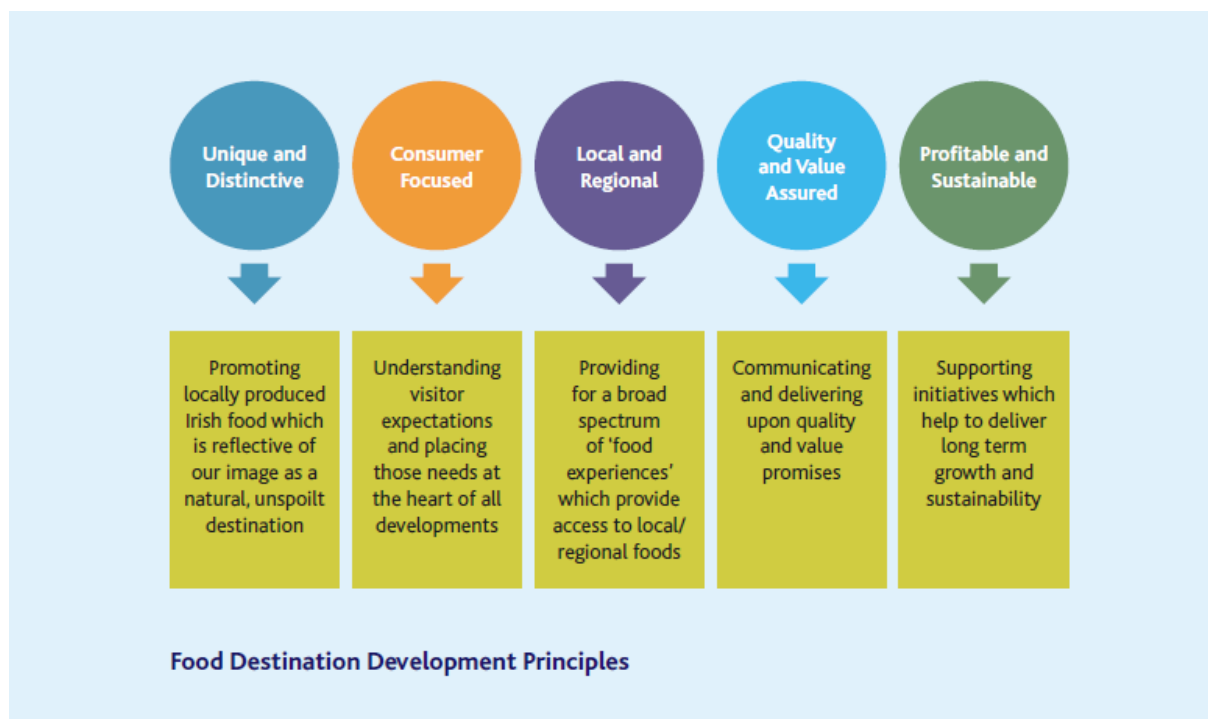 Unique and
Distinctive
Consumer
Focused
Local and
Regional
Quality
and Value
Assured
Profitable and
Sustainable
Promoting
locally produced
Irish food which
is reflective of
our image as a
natural, unspoilt
destination
Understanding
visitor
expectations
and placing
those needs at
the heart of all
developments
Providing
for a broad
spectrum
of ‘food
experiences’
which provide
access to local/
regional foods
Communicating
and delivering
upon quality
and value
promises
Supporting
initiatives which
help to deliver
long term
growth and
sustainability
Food Destination Development Principles